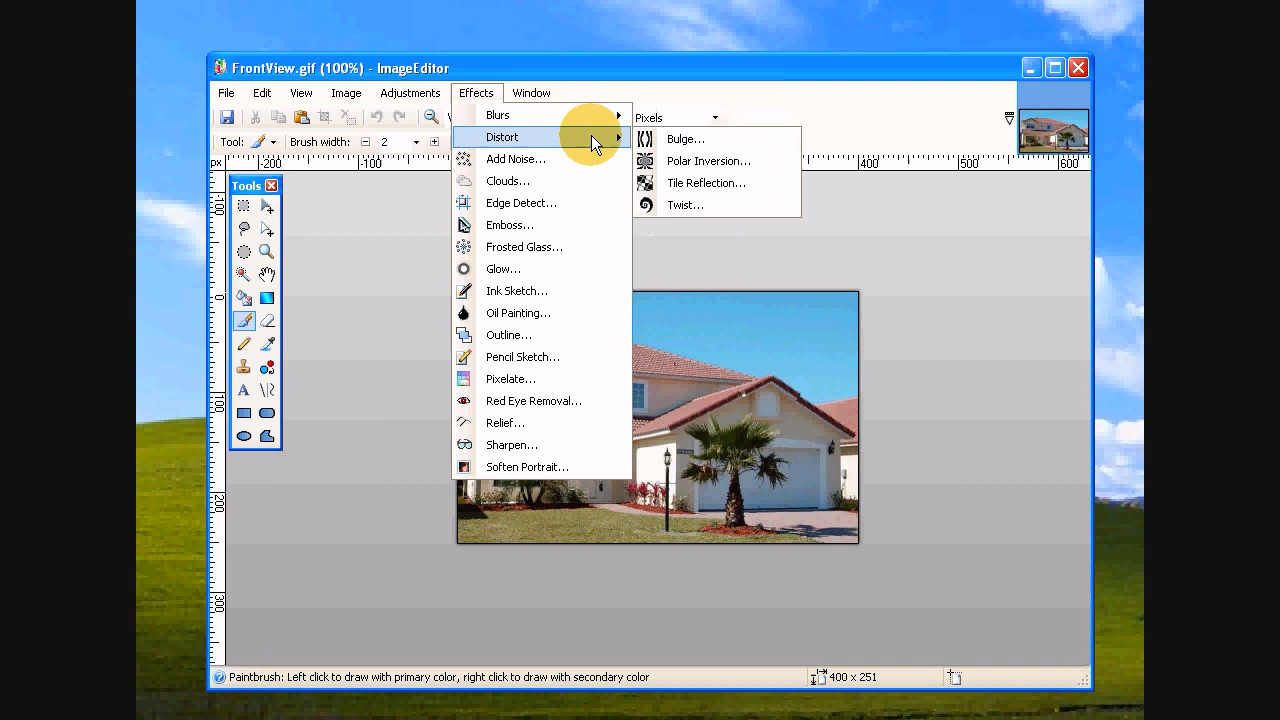 FrontView.gif (100%) - ImageEditor
File Edit View Image Adjustments Effects Window
Pixels
Tool: Brush width: 2
px 200 100 400 500 600
Tools
Blurs
Distort
Add Noise...
Clouds...
Edge Detect...
Emboss...
Frosted Glass...
Glow...
Ink Sketch...
Oil Painting...
Outline...
Pencil Sketch...
Pixelate...
Red Eye Removal...
Relief...
Sharpen...
Soften Portrait...
Bulge...
Polar Inversion...
Tile Reflection...
Twist...
100
0
100
200
300
A
Paintbrush: Left click to draw with primary color, right click to draw with secondary color
400 x 251